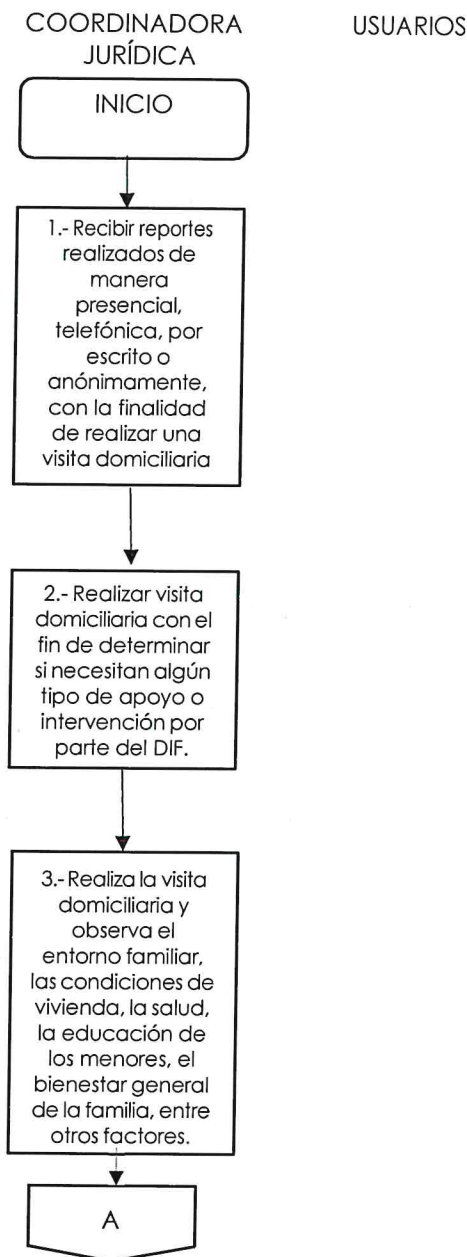 COORDINADORA
JURÍDICA
USUARIOS
INICIO
1.- Recibir reportes
realizados de
manera
presencial,
telefónica, por
escrito o
anónimamente,
con la finalidad
de realizar una
visita domiciliaria
2.- Realizar visita
domiciliaria con el
fin de determinar
si necesitan algún
tipo de apoyo o
intervención por
parte del DIF.
3.- Realiza la visita
domiciliaria y
observa el
entorno familiar,
las condiciones de
vivienda, la salud,
la educación de
los menores, el
bienestar general
de la familia, entre
otros factores.
A